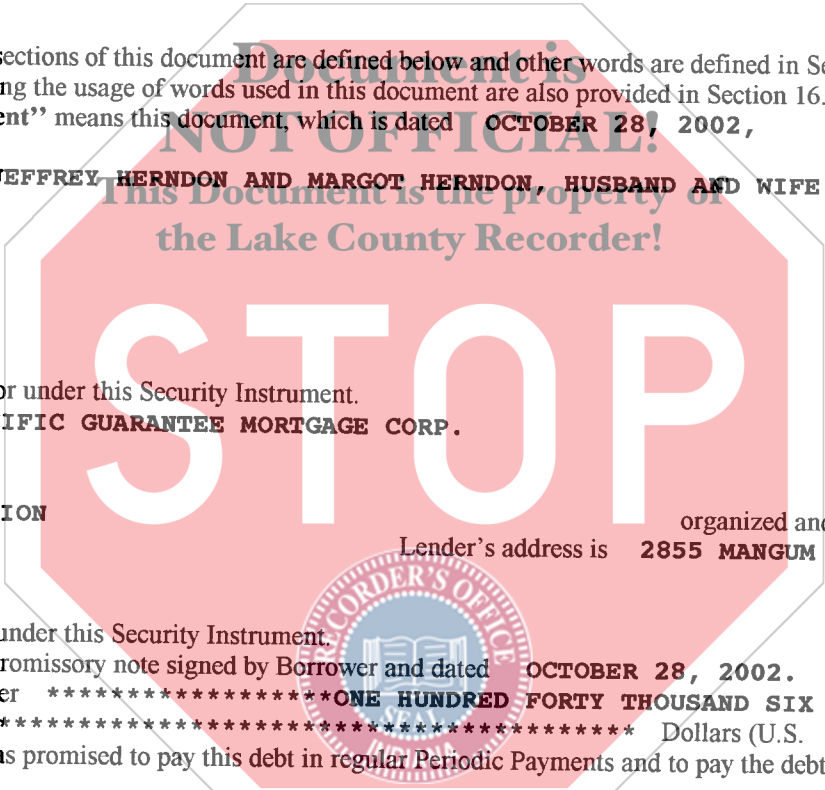 Document is
sections of this document are defined below and other words are defined in Se
ng the usage of words used in this document are also provided in Section 16.
NOT OFFICIAL!
ent” means this document, which is dated OCTOBER 28, 2002,
EFFREY HERNDON AND MARGOT HERNDON, HUSBAND AND WIFE
This Document is the property of
the Lake County Recorder!
STOP
or under this Security Instrument.
IFIC GUARANTEE MORTGAGE CORP.
ION
organized and
Lender’s address is 2855 MANGUM
RECORDER'S OFFICE
under this Security Instrument.
romissory note signed by Borrower and dated OCTOBER 28, 2002.
er ******************ONE HUNDRED FORTY THOUSAND SIX
SEAL
**************************************** Dollars (U.S.
INDIANA
as promised to pay this debt in regular Periodic Payments and to pay the debt